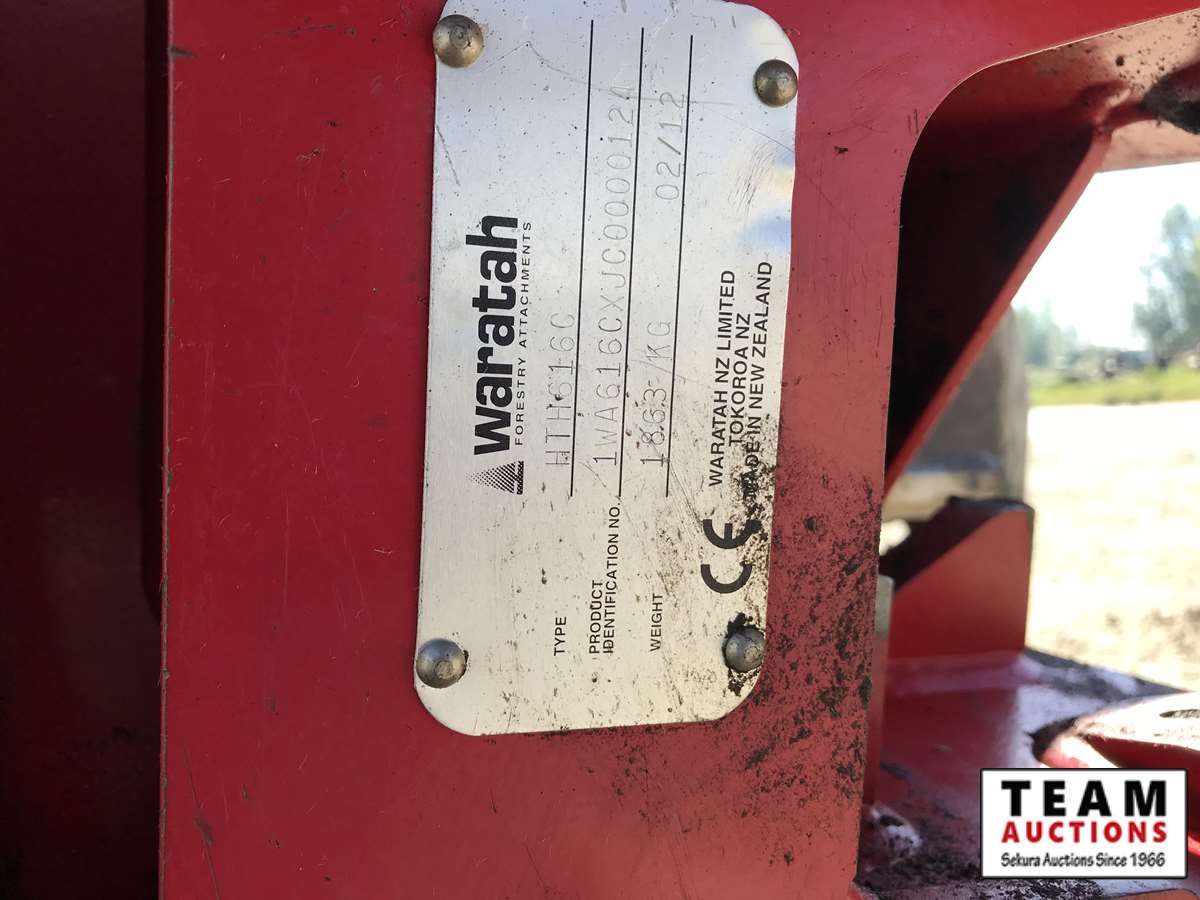 waratah
FORESTRY ATTACHMENTS
TYPE HTH616C
PRODUCT
IDENTIFICATION NO. 1WA616CXJC0000124
WEIGHT 1863/KG 02/12
CE
WARATAH NZ LIMITED
TOKOROA NZ
MADE IN NEW ZEALAND
TEAM
AUCTIONS
Sekura Auctions Since 1966